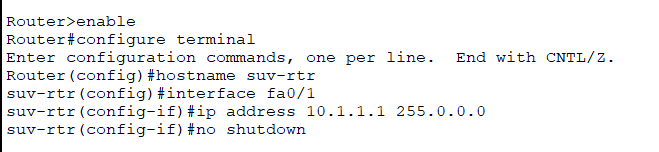 Router>enable
Router#configure terminal
Enter configuration commands, one per line.  End with CNTL/Z.
Router(config)#hostname suv-rtr
suv-rtr(config)#interface fa0/1
suv-rtr(config-if)#ip address 10.1.1.1 255.0.0.0
suv-rtr(config-if)#no shutdown